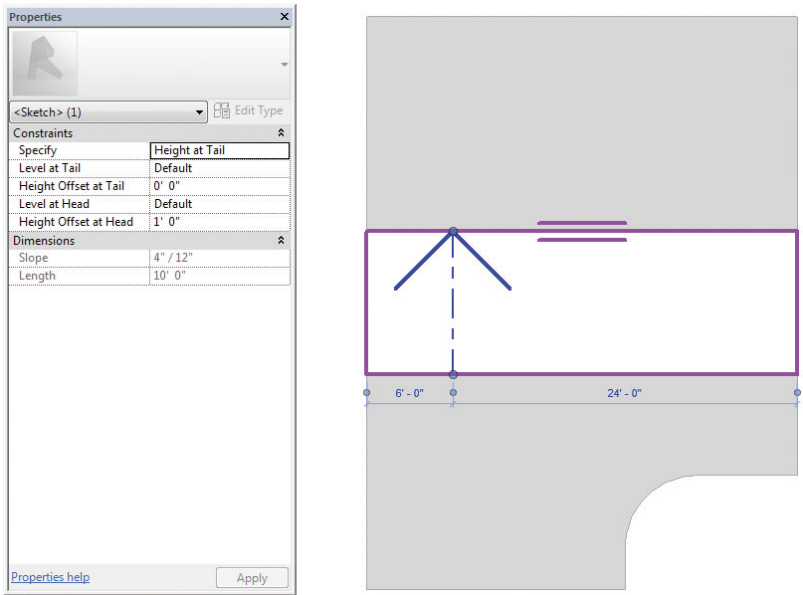 Properties
<Sketch> (1)
Edit Type
Constraints
Specify Height at Tail
Level at Tail Default
Height Offset at Tail 0' 0"
Level at Head Default
Height Offset at Head 1' 0"
Dimensions
Slope 4" / 12"
Length 10' 0"
Properties help
Apply
6' - 0"
24' - 0"